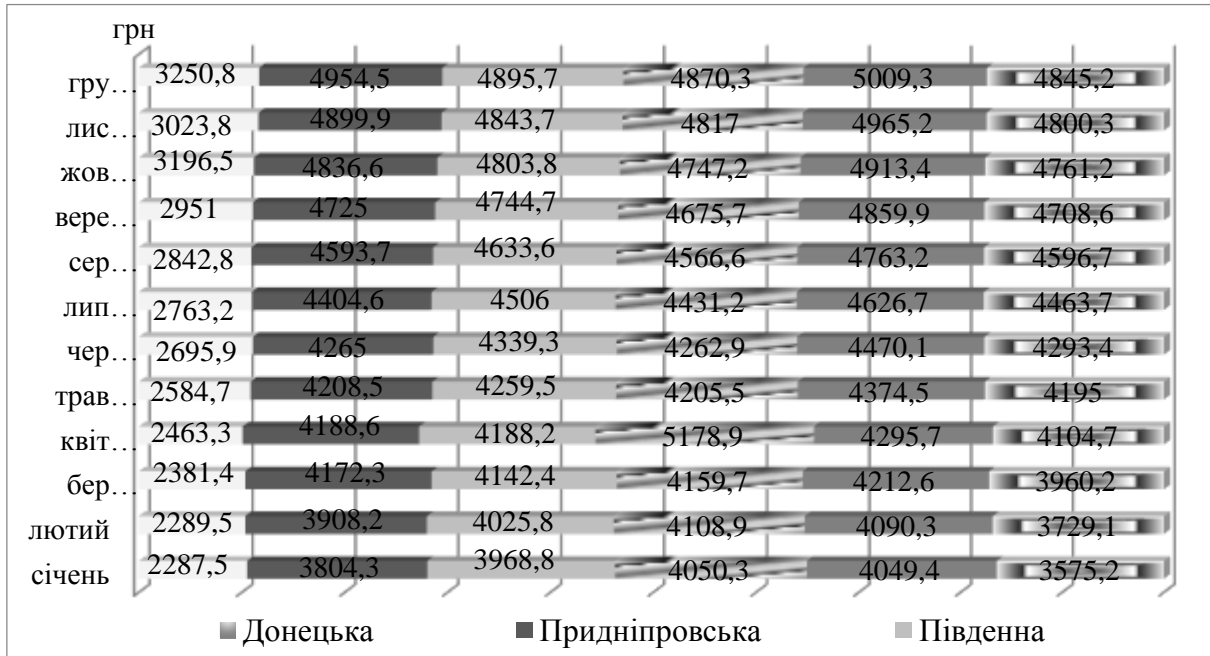 грн
гру… 3250,8 4954,5 4895,7 4870,3 5009,3 4845,2
лис… 3023,8 4899,9 4843,7 4817 4965,2 4800,3
жов… 3196,5 4836,6 4803,8 4747,2 4913,4 4761,2
вере… 2951 4725 4744,7 4675,7 4859,9 4708,6
сер… 2842,8 4593,7 4633,6 4566,6 4763,2 4596,7
лип… 2763,2 4404,6 4506 4431,2 4626,7 4463,7
чер… 2695,9 4265 4339,3 4262,9 4470,1 4293,4
трав… 2584,7 4208,5 4259,5 4205,5 4374,5 4195
квіт… 2463,3 4188,6 4188,2 5178,9 4295,7 4104,7
бер… 2381,4 4172,3 4142,4 4159,7 4212,6 3960,2
лютий 2289,5 3908,2 4025,8 4108,9 4090,3 3729,1
січень 2287,5 3804,3 3968,8 4050,3 4049,4 3575,2
Донецька Придніпровська Південна